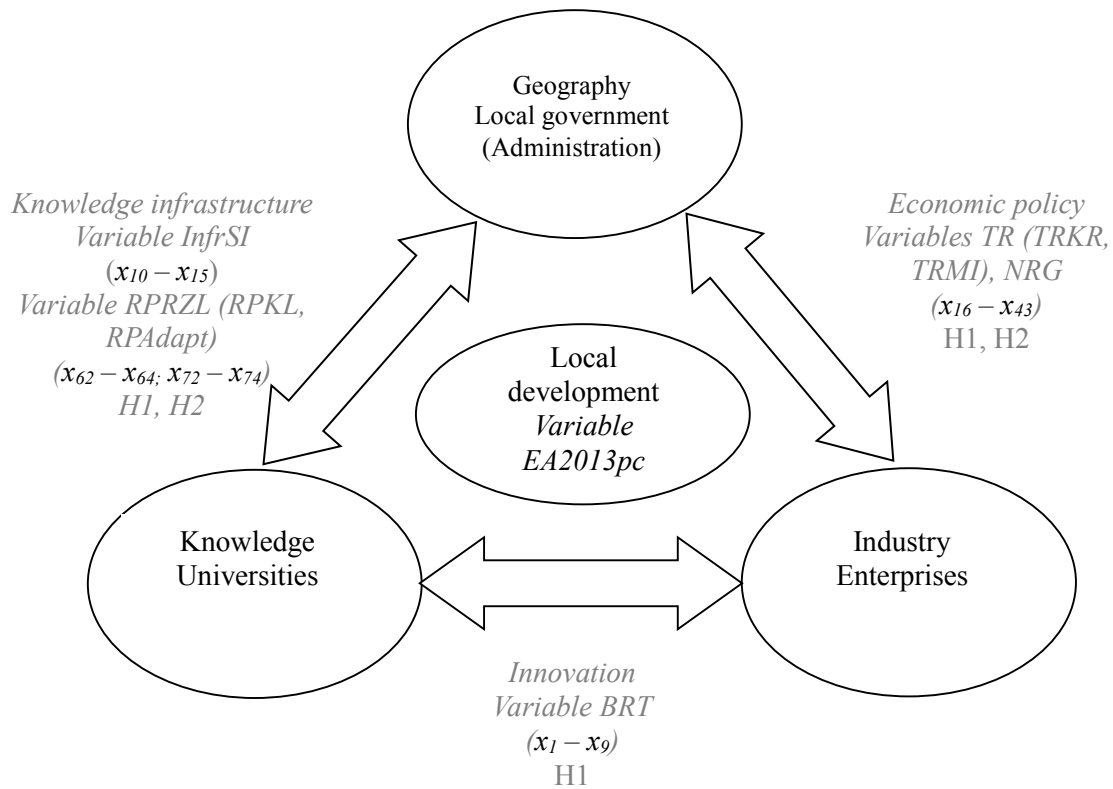 Geography
Local government
(Administration)
Knowledge infrastructure
Variable InfrSI
(x10 – x15)
Variable RPRZL (RPKL,
RPAdapt)
(x62 – x64; x72 – x74)
H1, H2
Economic policy
Variables TR (TRKR,
TRMI), NRG
(x16 – x43)
H1, H2
Local
development
Variable
EA2013pc
Knowledge
Universities
Industry
Enterprises
Innovation
Variable BRT
(x1 – x9)
H1